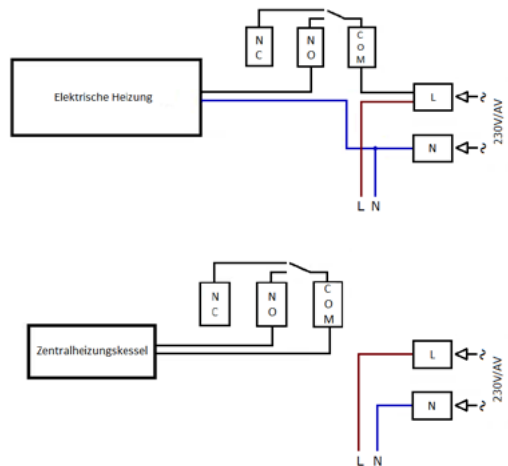 N
C
N
O
C
O
M
Elektrische Heizung
L
N
230V/AV
L N
N
C
N
O
C
O
M
Zentralheizungskessel
L
N
230V/AV
L N